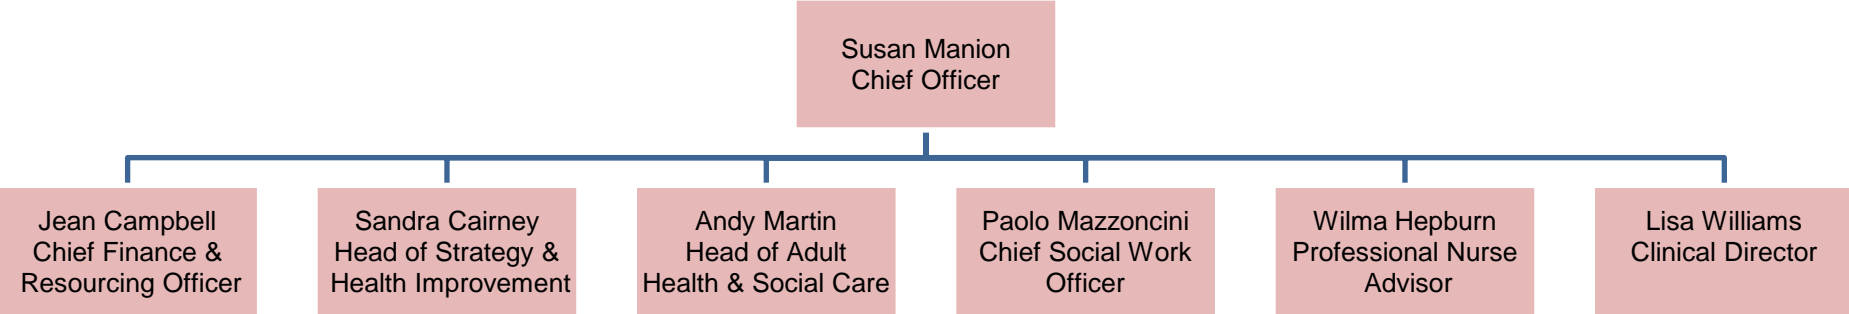 Susan Manion
Chief Officer
Jean Campbell
Chief Finance &
Resourcing Officer
Sandra Cairney
Head of Strategy &
Health Improvement
Andy Martin
Head of Adult
Health & Social Care
Paolo Mazzoncini
Chief Social Work
Officer
Wilma Hepburn
Professional Nurse
Advisor
Lisa Williams
Clinical Director